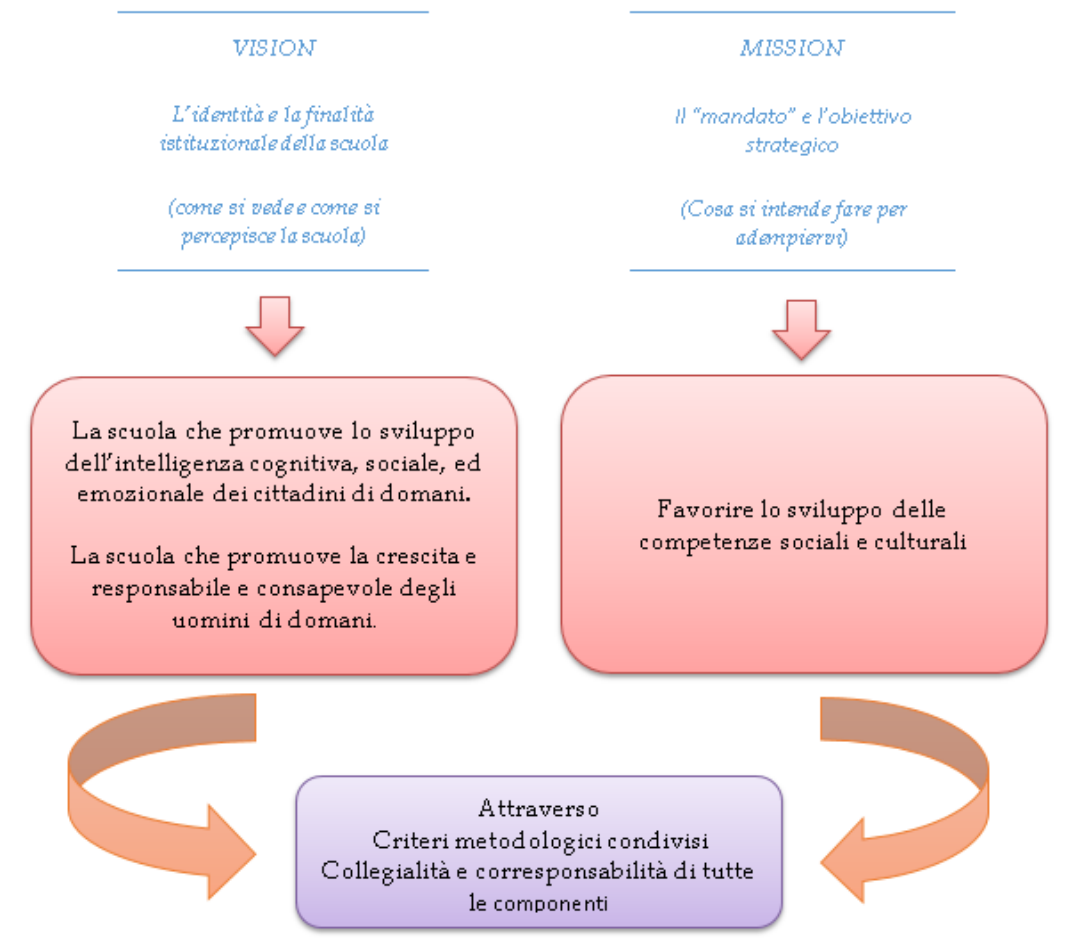 VISION
L'identità e la finalità
istituzionale della scuola
(come si vede e come si
percepisce la scuola)
MISSION
Il "mandato" e l'obiettivo
strategico
(Cosa si intende fare per
adempiervi)
La scuola che promuove lo sviluppo
dell'intelligenza cognitiva, sociale, ed
emozionale dei cittadini di domani.
La scuola che promuove la crescita e
responsabile e consapevole degli
uomini di domani.
Favorire lo sviluppo delle
competenze sociali e culturali
Attraverso
Criteri metodologici condivisi
Collegialità e corresponsabilità di tutte
le componenti